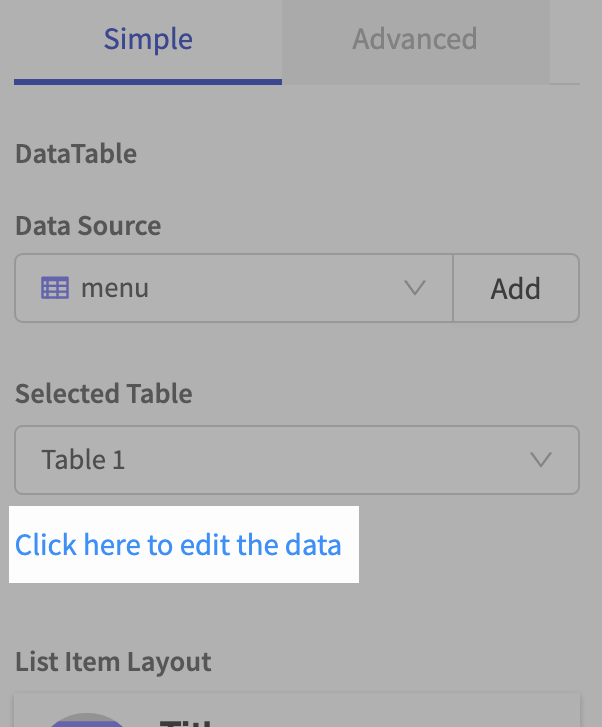 Simple
Advanced
DataTable
Data Source
menu
Add
Selected Table
Table 1
Click here to edit the data
List Item Layout